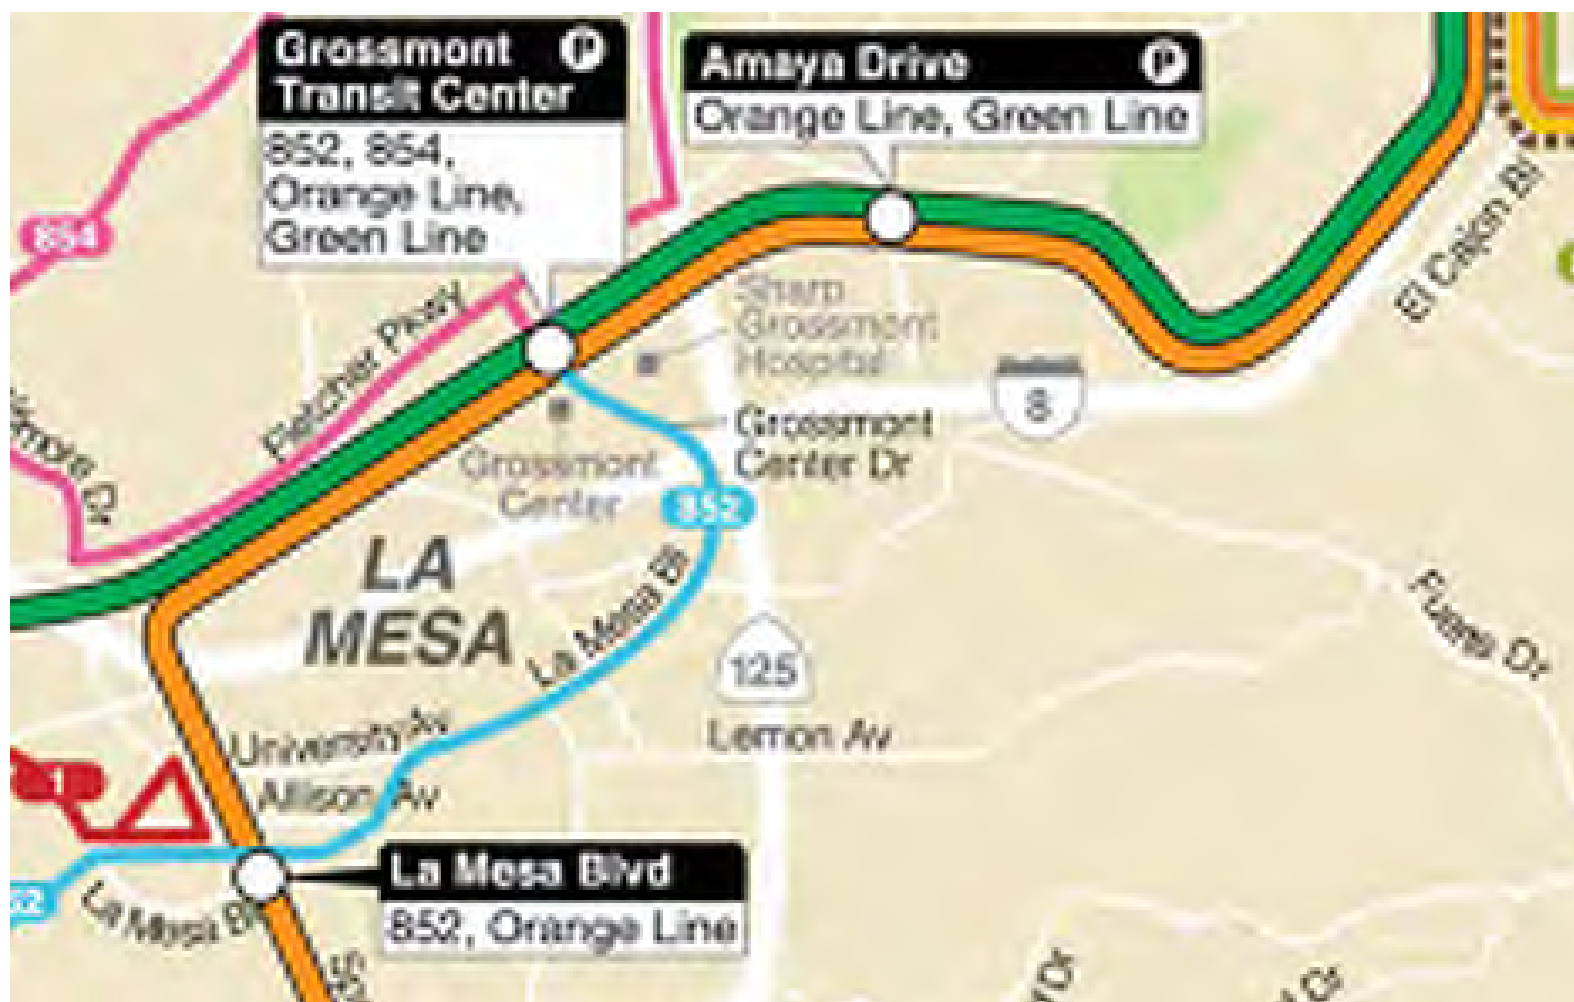 Grossmont
Transit Center
P
852, 854,
Orange Line,
Green Line
Amaya Drive
P
Orange Line, Green Line
854
El Cajon Bl
Fletcher Pkwy
Sharp
Grossmont
Hospital
8
Grossmont
Center Dr
Grossmont
Center
852
LA
MESA
La Mesa Bl
125
Fuerte Dr
University Av
Lemon Av
1
Allison Av
La Mesa Blvd
852, Orange Line
La Mesa Bl
Dr